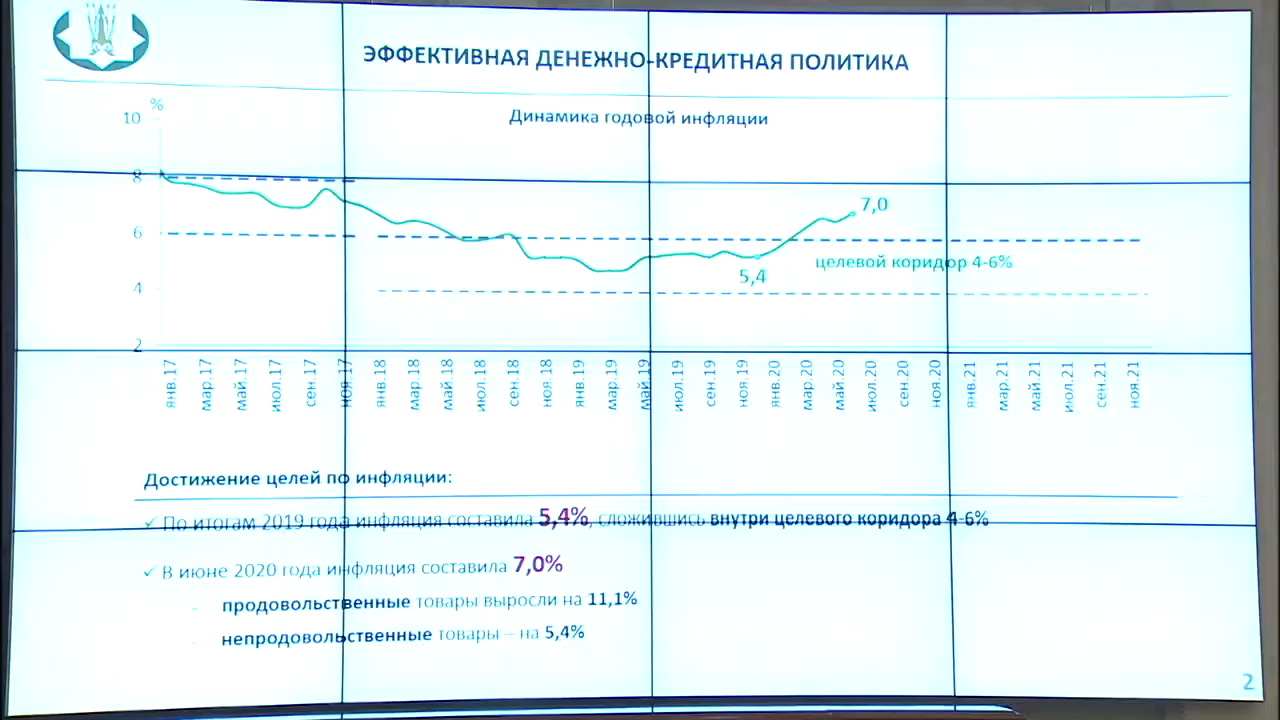 ЭФФЕКТИВНАЯ ДЕНЕЖНО-КРЕДИТНАЯ ПОЛИТИКА
%
Динамика годовой инфляции
10
8
6
4
2
7,0
5,4
целевой коридор 4-6%
янв.17 мар.17 май.17 июл.17 сен.17 ноя.17 янв.18 мар.18 май.18 июл.18 сен.18 ноя.18 янв.19 мар.19 май.19 июл.19 сен.19 ноя.19 янв.20 мар.20 май.20 июл.20 сен.20 ноя.20 янв.21 мар.21 май.21 июл.21 сен.21 ноя.21
Достижение целей по инфляции:
✓ По итогам 2019 года инфляция составила 5,4%, сложившись внутри целевого коридора 4-6%
✓ В июне 2020 года инфляция составила 7,0%
- продовольственные товары выросли на 11,1%
- непродовольственные товары – на 5,4%
2